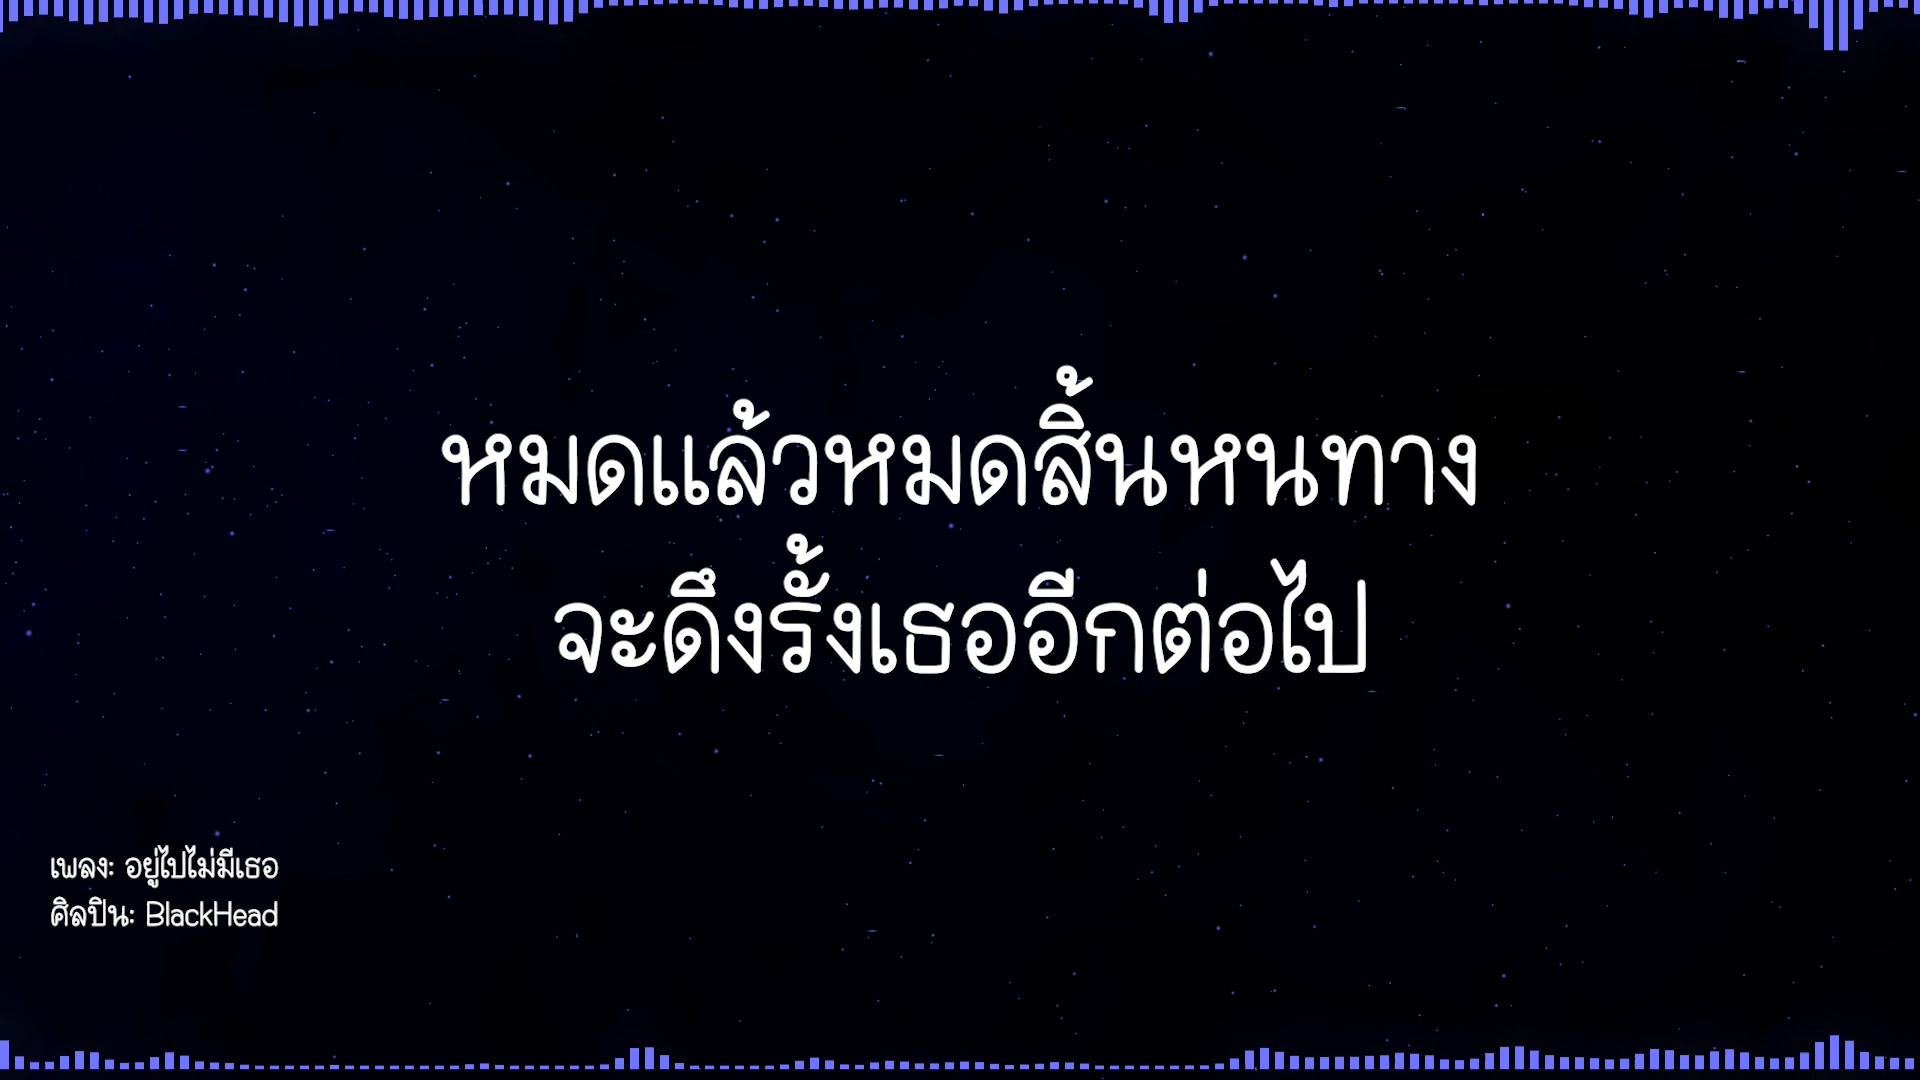 หมดแล้วหมดสิ้นหนทาง
จะดึงรั้งเธออีกต่อไป
เพลง: อยู่ไปไม่มีเธอ
ศิลปิน: BlackHead